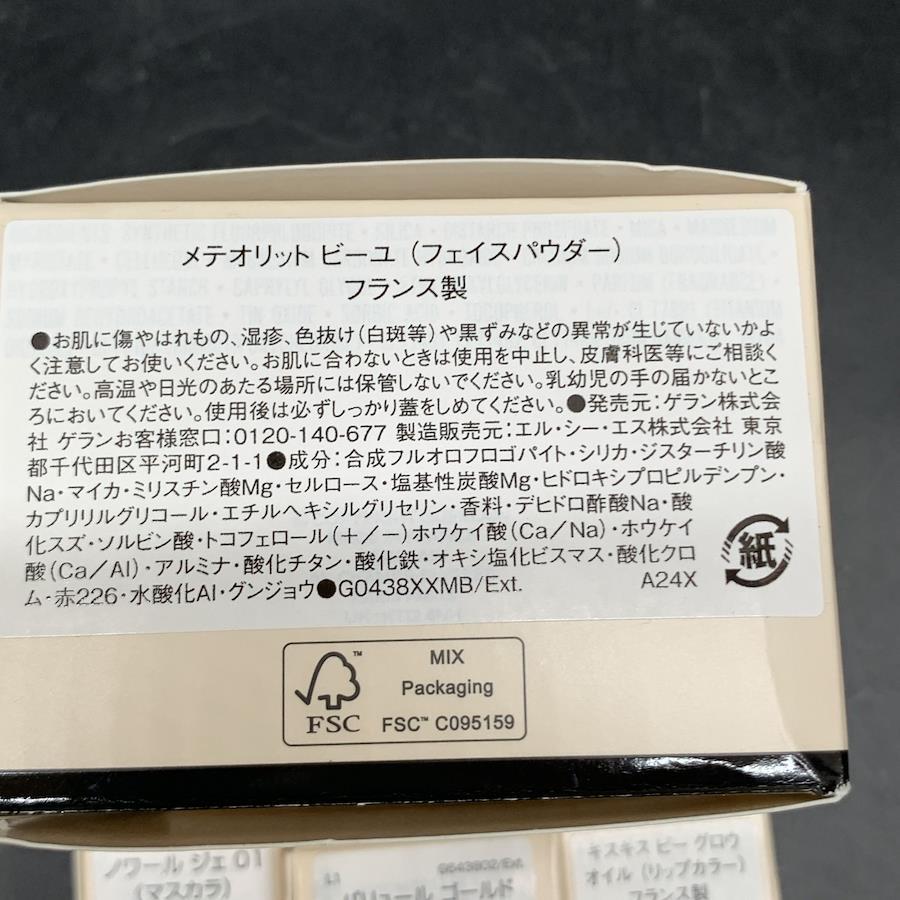 メテオリット ビーユ (フェイスパウダー)
フランス製
●お肌に傷やはれもの、湿疹、色抜け(白斑等)や黒ずみなどの異常が生じていないかよ
く注意してお使いください。お肌に合わないときは使用を中止し、皮膚科医等にご相談く
ださい。高温や日光のあたる場所には保管しないでください。乳幼児の手の届かないとこ
ろにおいてください。使用後は必ずしっかり蓋をしめてください。●発売元:ゲラン株式会
社 ゲランお客様窓口:0120-140-677 製造販売元:エル・シー・エス株式会社 東京
都千代田区平河町2-1-1●成分:合成フルオロフロゴパイト・シリカ・ジスターチリン酸
Na・マイカ・ミリスチン酸Mg・セルロース・塩基性炭酸Mg・ヒドロキシプロピルデンプン・
カプリリルグリコール・エチルヘキシルグリセリン・香料・デヒドロ酢酸Na・酸
化スズ・ソルビン酸・トコフェロール(+/-)ホウケイ酸(Ca/Na)・ホウケイ
酸(Ca/Al)・アルミナ・酸化チタン・酸化鉄・オキシ塩化ビスマス・酸化クロ
ム・赤226・水酸化Al・グンジョウ●G0438XXMB/Ext.
A24X
紙
FSC™
MIX
Packaging
FSC™ C095159
ノワール ジェ 01
(マスカラ)
L1
G043802/Ext.
ゴールド
キスキス ビー グロウ
オイル (リップカラー)
フランス製